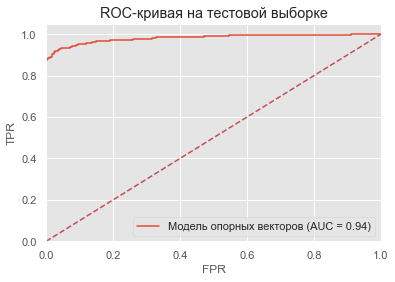 ROC-кривая на тестовой выборке
TPR
1.0
0.8
0.6
0.4
0.2
0.0
Модель опорных векторов (AUC = 0.94)
0.0 0.2 0.4 0.6 0.8 1.0
FPR